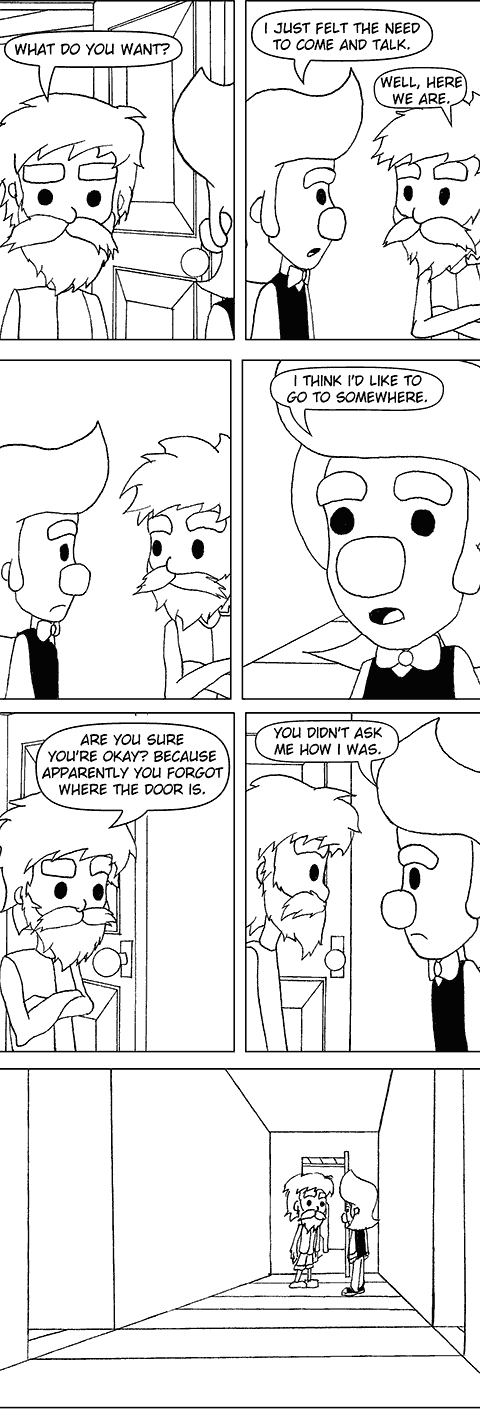 WHAT DO YOU WANT?
I JUST FELT THE NEED
TO COME AND TALK.
WELL, HERE
WE ARE.
I THINK I'D LIKE TO
GO TO SOMEWHERE.
ARE YOU SURE
YOU'RE OKAY? BECAUSE
APPARENTLY YOU FORGOT
WHERE THE DOOR IS.
YOU DIDN'T ASK
ME HOW I WAS.